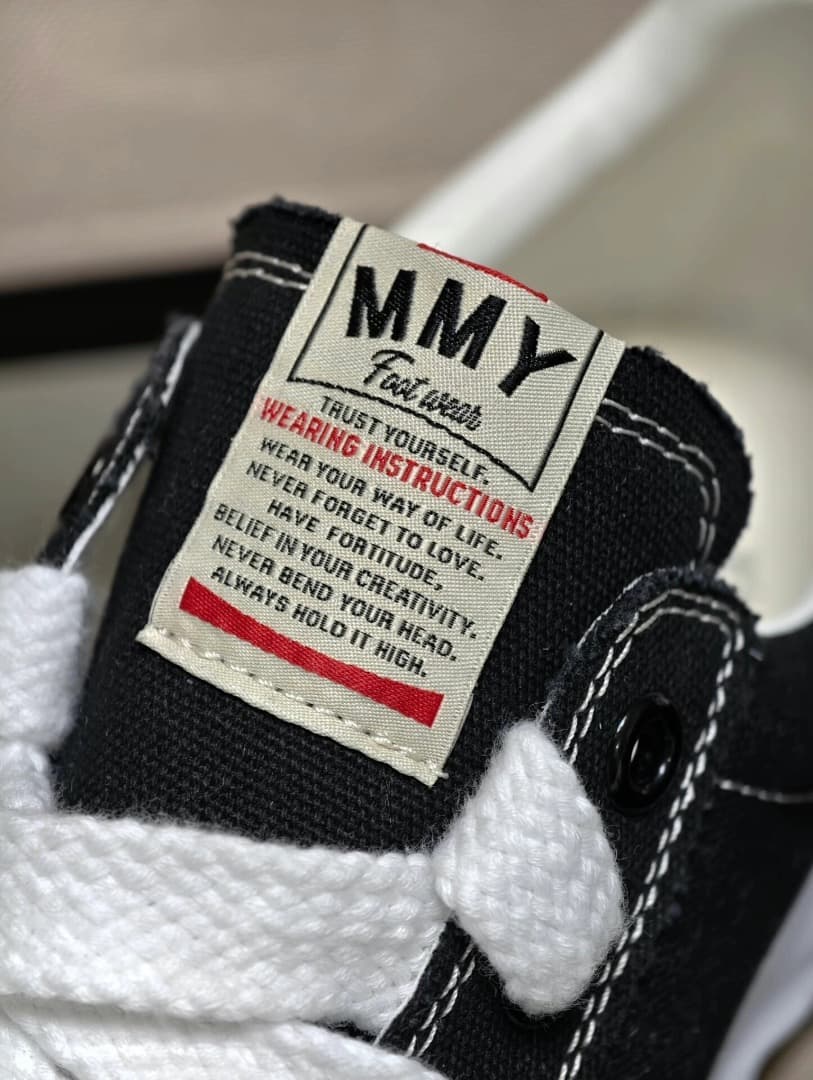 MMY
Foot wear
TRUST YOURSELF.
WEARING INSTRUCTIONS
WEAR YOUR WAY OF LIFE.
NEVER FORGET TO LOVE.
HAVE FORTITUDE,
BELIEF IN YOUR CREATIVITY.
NEVER BEND YOUR HEAD.
ALWAYS HOLD IT HIGH.